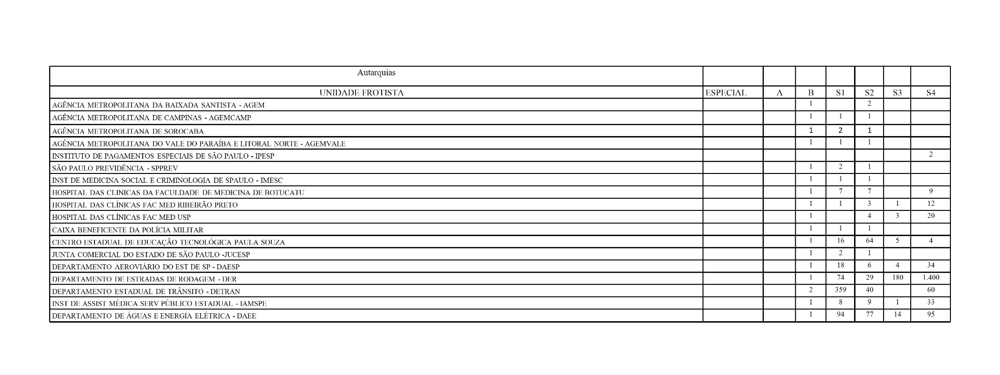 Autarquias
UNIDADE FROTISTA ESPECIAL A B S1 S2 S3 S4
AGÊNCIA METROPOLITANA DA BAIXADA SANTISTA - AGEM 1 2
AGÊNCIA METROPOLITANA DE CAMPINAS - AGEMCAMP 1 1 1
AGÊNCIA METROPOLITANA DE SOROCABA 1 2 1
AGÊNCIA METROPOLITANA DO VALE DO PARAÍBA E LITORAL NORTE - AGEMVALE 1 1 1
INSTITUTO DE PAGAMENTOS ESPECIAIS DE SÃO PAULO - IPESP 2
SÃO PAULO PREVIDÊNCIA - SPPREV 1 2 1
INST DE MEDICINA SOCIAL E CRIMINOLOGIA DE SPAULO - IMESC 1 1 1
HOSPITAL DAS CLINICAS DA FACULDADE DE MEDICINA DE BOTUCATU 1 7 7 9
HOSPITAL DAS CLÍNICAS FAC MED RIBEIRÃO PRETO 1 1 3 1 12
HOSPITAL DAS CLÍNICAS FAC MED USP 1 4 3 20
CAIXA BENEFICENTE DA POLÍCIA MILITAR 1 1 1
CENTRO ESTADUAL DE EDUCAÇÃO TECNOLÓGICA PAULA SOUZA 1 16 64 5 4
JUNTA COMERCIAL DO ESTADO DE SÃO PAULO -JUCESP 1 2 1
DEPARTAMENTO AEROVIÁRIO DO EST DE SP - DAESP 1 18 6 4 34
DEPARTAMENTO DE ESTRADAS DE RODAGEM - DER 1 74 29 180 1.400
DEPARTAMENTO ESTADUAL DE TRÂNSITO - DETRAN 2 359 40 60
INST DE ASSIST MÉDICA SERV PÚBLICO ESTADUAL - IAMSPE 1 8 9 1 33
DEPARTAMENTO DE ÁGUAS E ENERGIA ELÉTRICA - DAEE 1 94 77 14 95